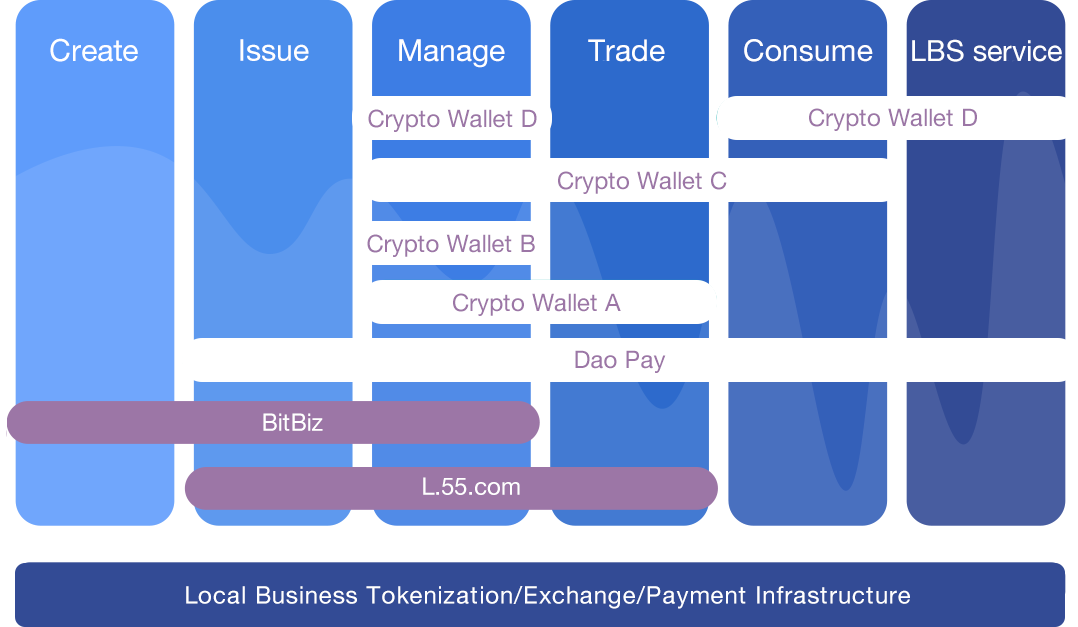 Create
Issue
Manage
Trade
Consume
LBS service
Crypto Wallet D
Crypto Wallet D
Crypto Wallet C
Crypto Wallet B
Crypto Wallet A
Dao Pay
BitBiz
L.55.com
Local Business Tokenization/Exchange/Payment Infrastructure